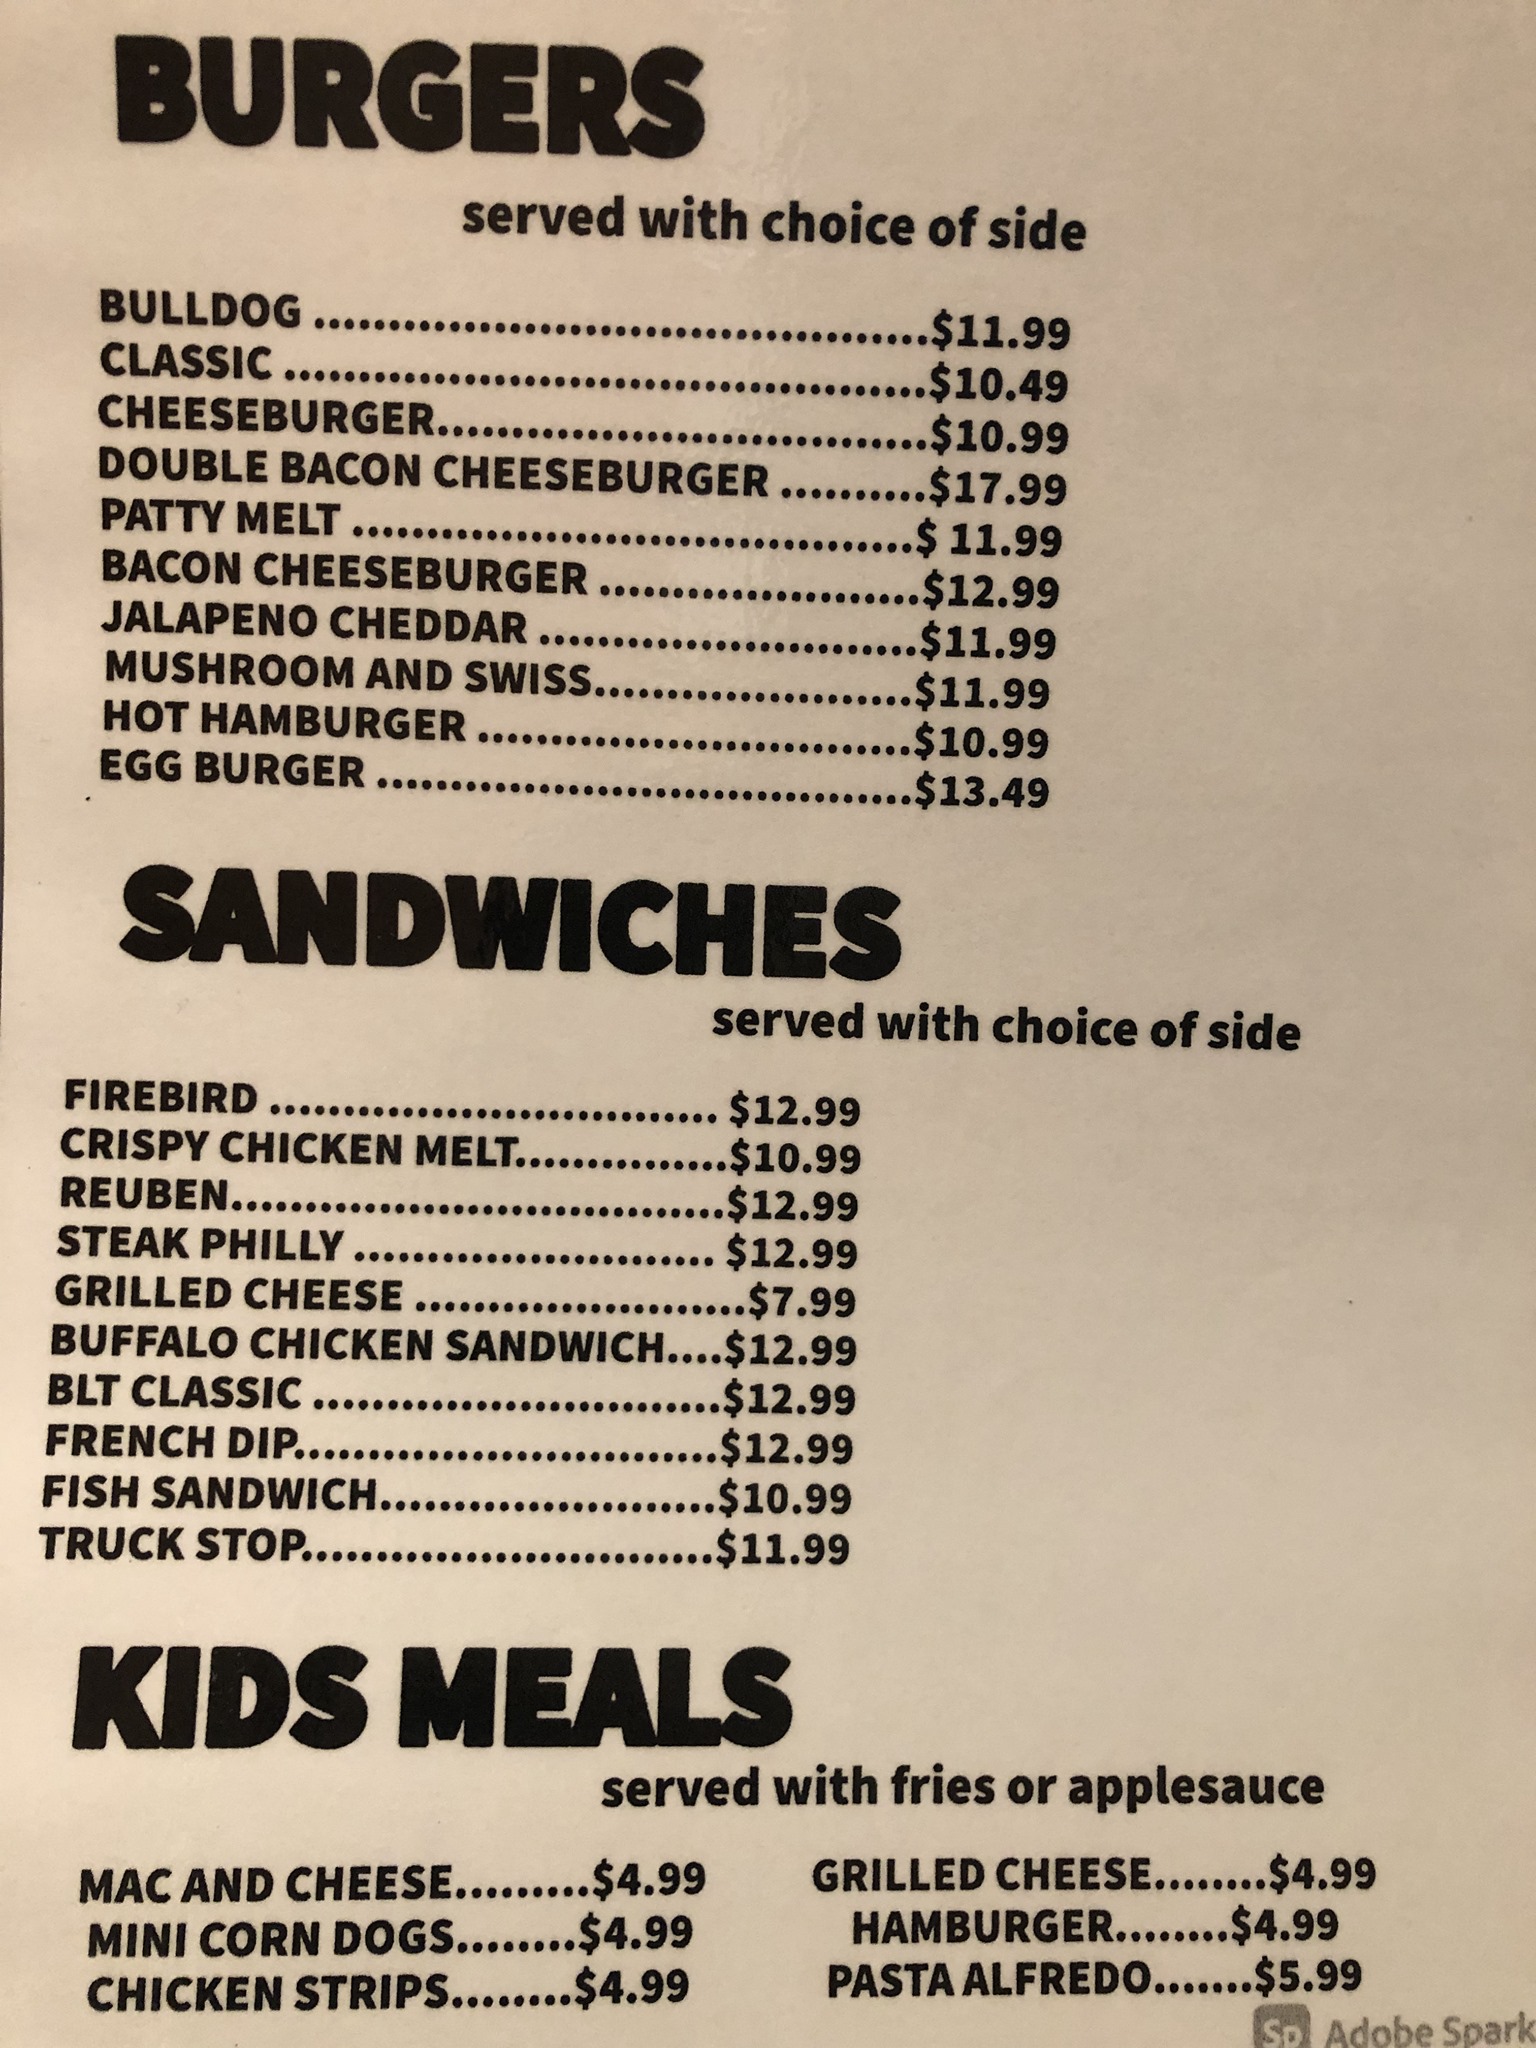 BURGERS
served with choice of side
BULLDOG ..........................................$11.99
CLASSIC ............................................$10.49
CHEESEBURGER.................................$10.99
DOUBLE BACON CHEESEBURGER ..........$17.99
PATTY MELT ......................................$ 11.99
BACON CHEESEBURGER ......................$12.99
JALAPENO CHEDDAR ..........................$11.99
MUSHROOM AND SWISS......................$11.99
HOT HAMBURGER ..............................$10.99
EGG BURGER .....................................$13.49
SANDWICHES
served with choice of side
FIREBIRD ............................... $12.99
CRISPY CHICKEN MELT...............$10.99
REUBEN..................................$12.99
STEAK PHILLY ......................... $12.99
GRILLED CHEESE .......................$7.99
BUFFALO CHICKEN SANDWICH....$12.99
BLT CLASSIC ............................$12.99
FRENCH DIP.............................$12.99
FISH SANDWICH.......................$10.99
TRUCK STOP............................$11.99
KIDS MEALS
served with fries or applesauce
MAC AND CHEESE.........$4.99
MINI CORN DOGS........$4.99
CHICKEN STRIPS........$4.99
GRILLED CHEESE........$4.99
HAMBURGER........$4.99
PASTA ALFREDO.......$5.99
Sp Adobe Spark